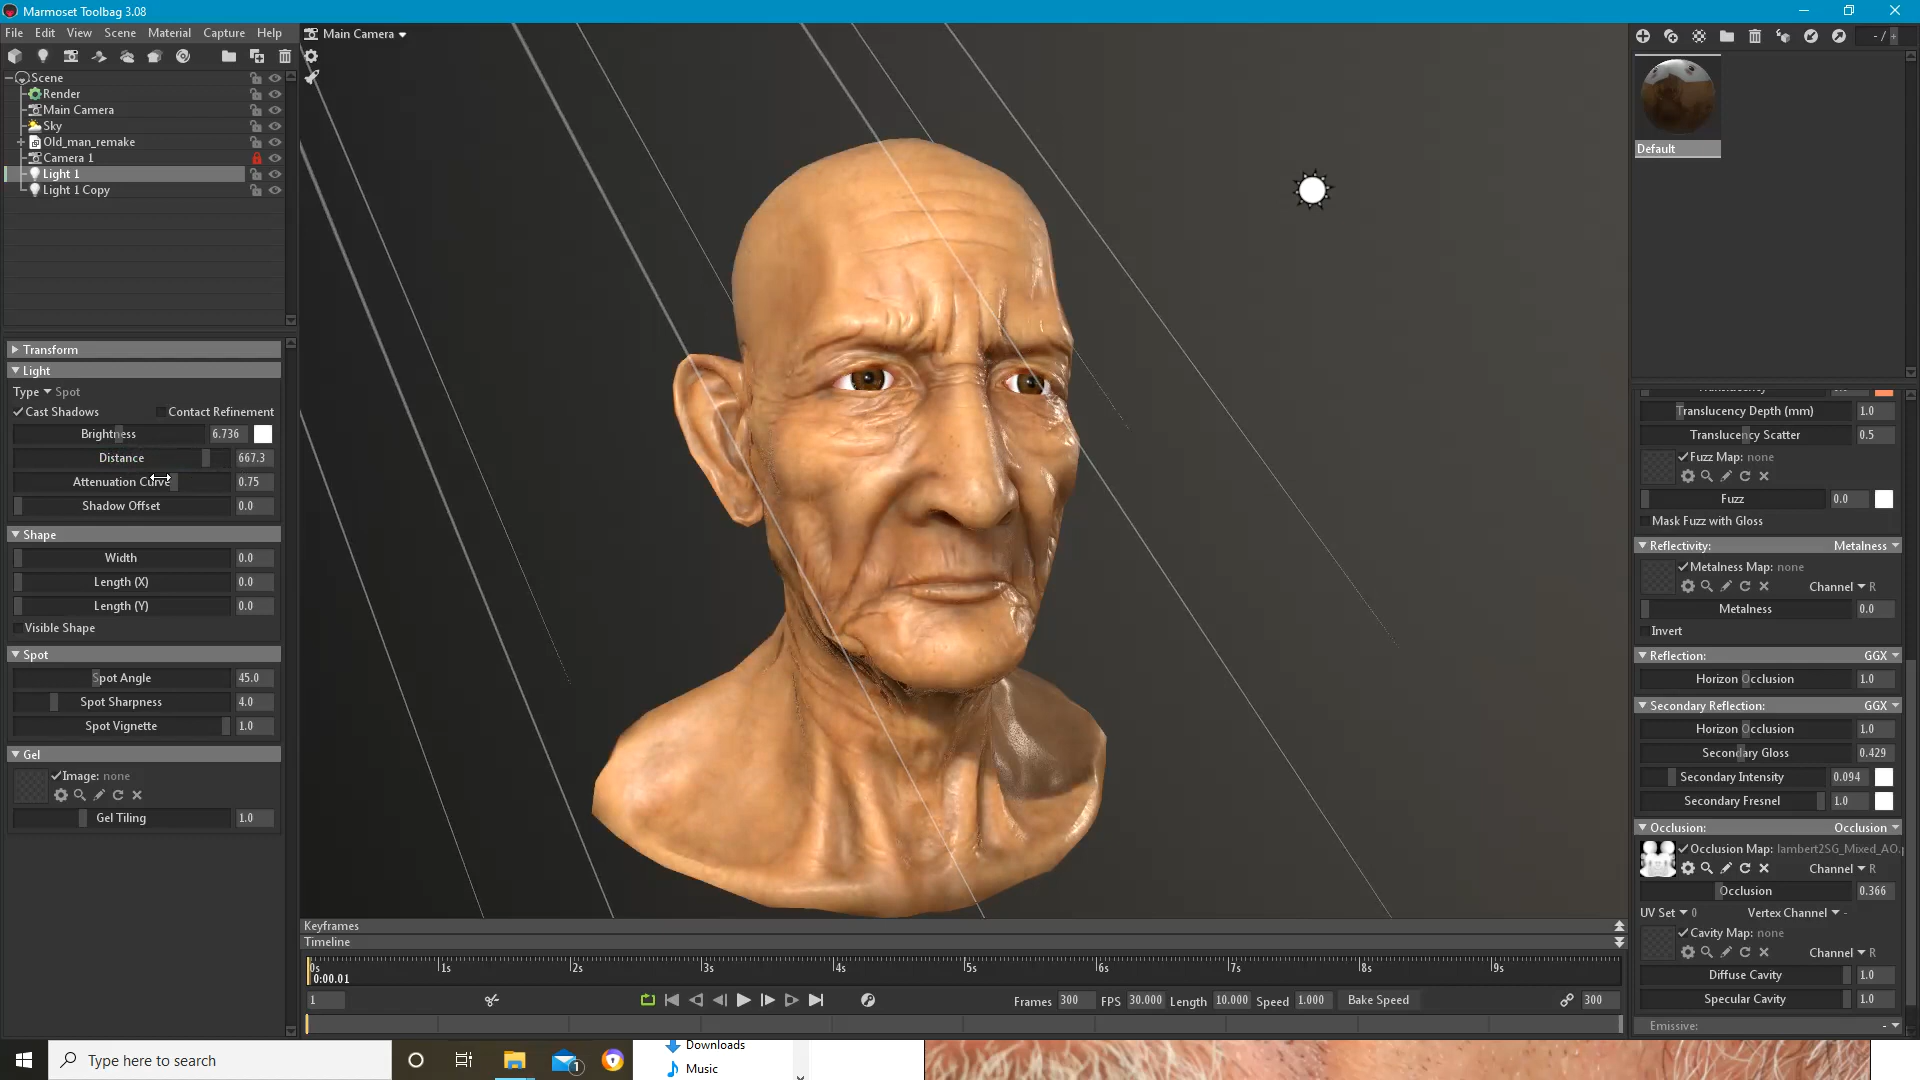 Marmoset Toolbag 3.08
File Edit View Scene Material Capture Help
Main Camera
- / +
Scene
Render
Main Camera
Sky
Old_man_remake
Camera 1
Light 1
Light 1 Copy
Default
Transform
Light
Type Spot
Cast Shadows Contact Refinement
Brightness 6.736
Distance 667.3
Attenuation Curve 0.75
Shadow Offset 0.0
Shape
Width 0.0
Length (X) 0.0
Length (Y) 0.0
Visible Shape
Spot
Spot Angle 45.0
Spot Sharpness 4.0
Spot Vignette 1.0
Gel
Image: none
Gel Tiling 1.0
Translucency Depth (mm) 1.0
Translucency Scatter 0.5
Fuzz Map: none
Fuzz 0.0
Mask Fuzz with Gloss
Reflectivity: Metalness
Metalness Map: none
Channel R
Metalness 0.0
Invert
Reflection: GGX
Horizon Occlusion 1.0
Secondary Reflection: GGX
Horizon Occlusion 1.0
Secondary Gloss 0.429
Secondary Intensity 0.094
Secondary Fresnel 1.0
Occlusion: Occlusion
Occlusion Map: lambert2SG_Mixed_AO.p
Channel R
Occlusion 0.366
UV Set 0 Vertex Channel -
Cavity Map: none
Channel R
Diffuse Cavity 1.0
Specular Cavity 1.0
Emissive: -
Keyframes
Timeline
0s 1s 2s 3s 4s 5s 6s 7s 8s 9s
0:00.01
1 Frames 300 FPS 30.000 Length 10.000 Speed 1.000 Bake Speed 300
Type here to search
1
Downloads
Music